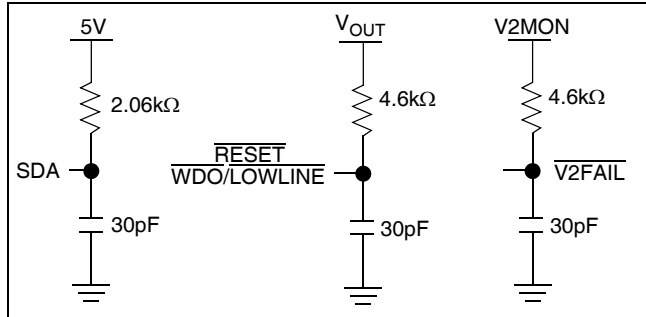 5V
2.06kΩ
SDA
30pF
VOUT
4.6kΩ
RESET
WDO/LOWLINE
30pF
V2MON
4.6kΩ
V2FAIL
30pF